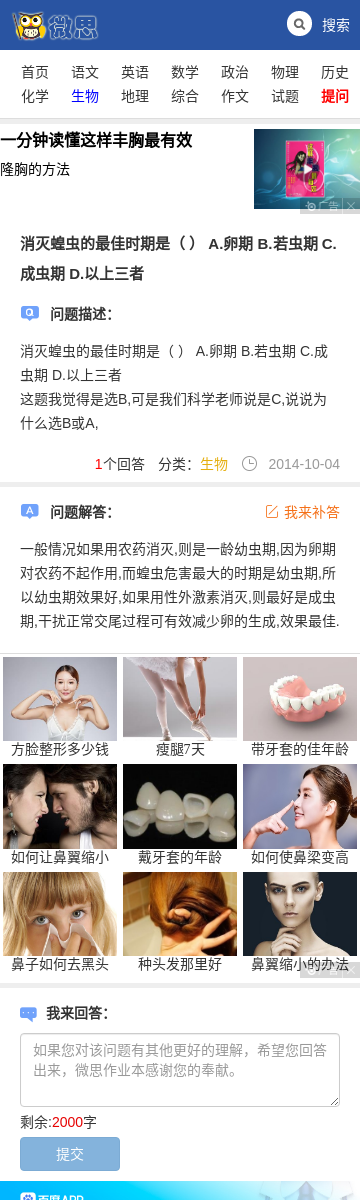 微思
搜索
首页 语文 英语 数学 政治 物理 历史
化学 生物 地理 综合 作文 试题 提问
一分钟读懂这样丰胸最有效
隆胸的方法
广告
消灭蝗虫的最佳时期是（ ） A.卵期 B.若虫期 C.
成虫期 D.以上三者
问题描述：
消灭蝗虫的最佳时期是（ ） A.卵期 B.若虫期 C.成
虫期 D.以上三者
这题我觉得是选B,可是我们科学老师说是C,说说为
什么选B或A,
1个回答 分类：生物 2014-10-04
问题解答：
我来补答
一般情况如果用农药消灭,则是一龄幼虫期,因为卵期
对农药不起作用,而蝗虫危害最大的时期是幼虫期,所
以幼虫期效果好,如果用性外激素消灭,则最好是成虫
期,干扰正常交尾过程可有效减少卵的生成,效果最佳.
方脸整形多少钱 瘦腿7天 带牙套的佳年龄
如何让鼻翼缩小 戴牙套的年龄 如何使鼻梁变高
鼻子如何去黑头 种头发那里好 鼻翼缩小的办法
我来回答：
如果您对该问题有其他更好的理解，希望您回答
出来，微思作业本感谢您的奉献。
剩余:2000字
提交
百度APP